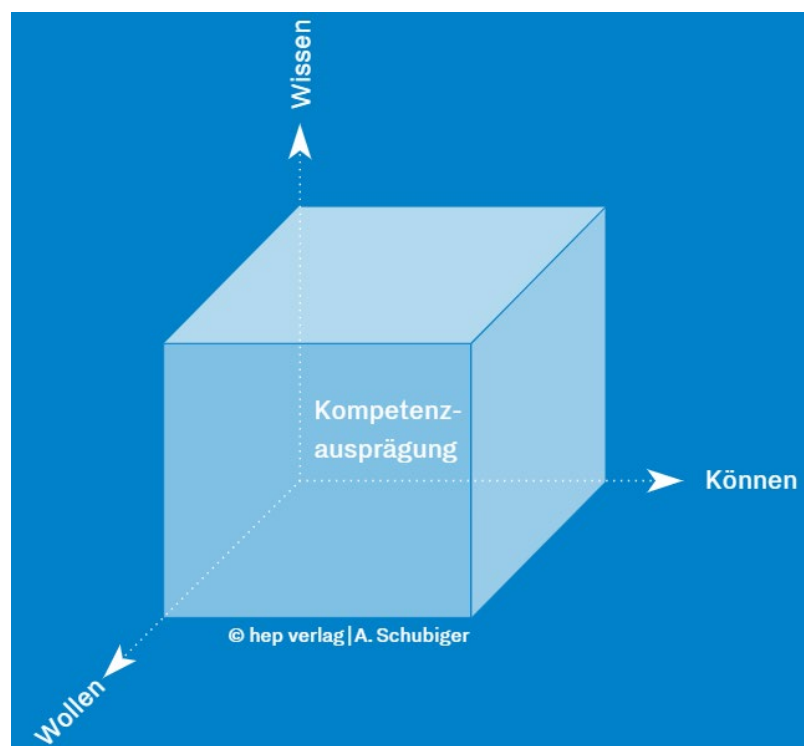 Wissen
Kompetenz-
ausprägung
Können
© hep verlag|A. Schubiger
Wollen